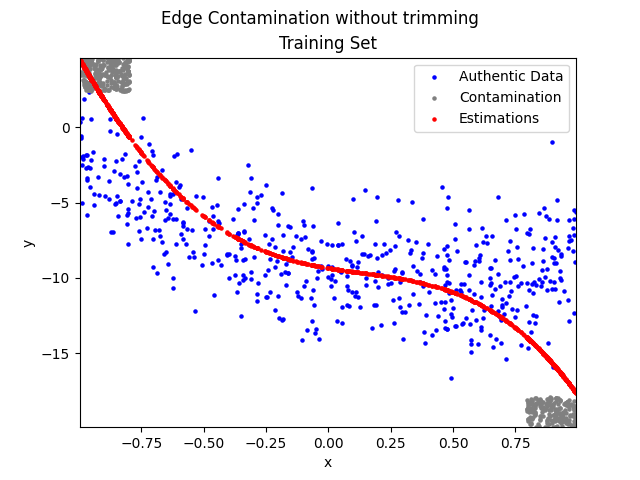 Edge Contamination without trimming
Training Set
Authentic Data
Contamination
Estimations
0
−5
−10
−15
y
−0.75
−0.50
−0.25
0.00
0.25
0.50
0.75
x